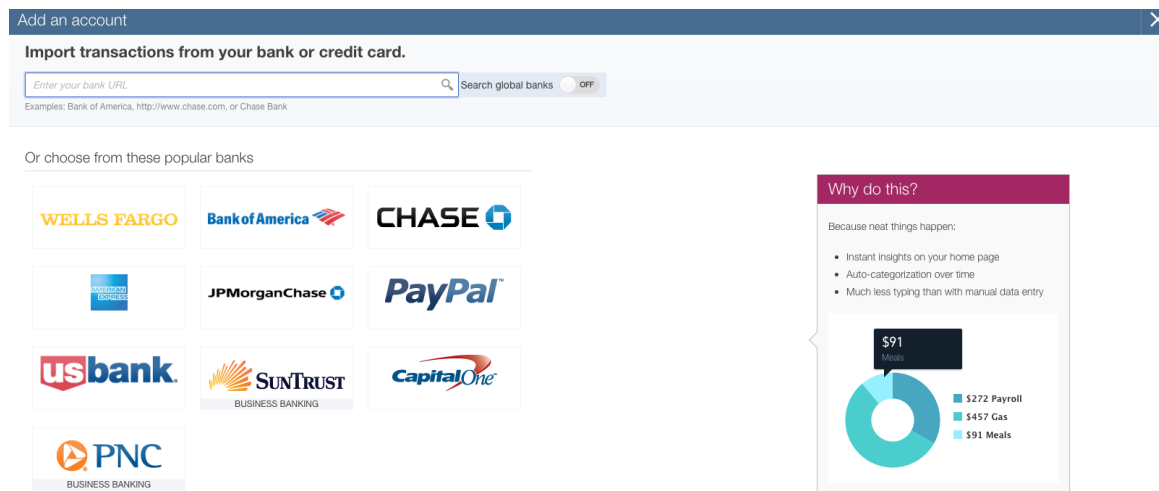 Add an account
Import transactions from your bank or credit card.
Enter your bank URL
Search global banks
OFF
Examples: Bank of America, http://www.chase.com, or Chase Bank
Or choose from these popular banks
WELLS FARGO
Bank of America
CHASE
AMERICAN
EXPRESS
JPMorganChase
PayPal
™
usbank.
SUNTRUST
BUSINESS BANKING
Capital One
PNC
BUSINESS BANKING
Why do this?
Because neat things happen:
• Instant insights on your home page
• Auto-categorization over time
• Much less typing than with manual data entry
$91
Meals
$272 Payroll
$457 Gas
$91 Meals